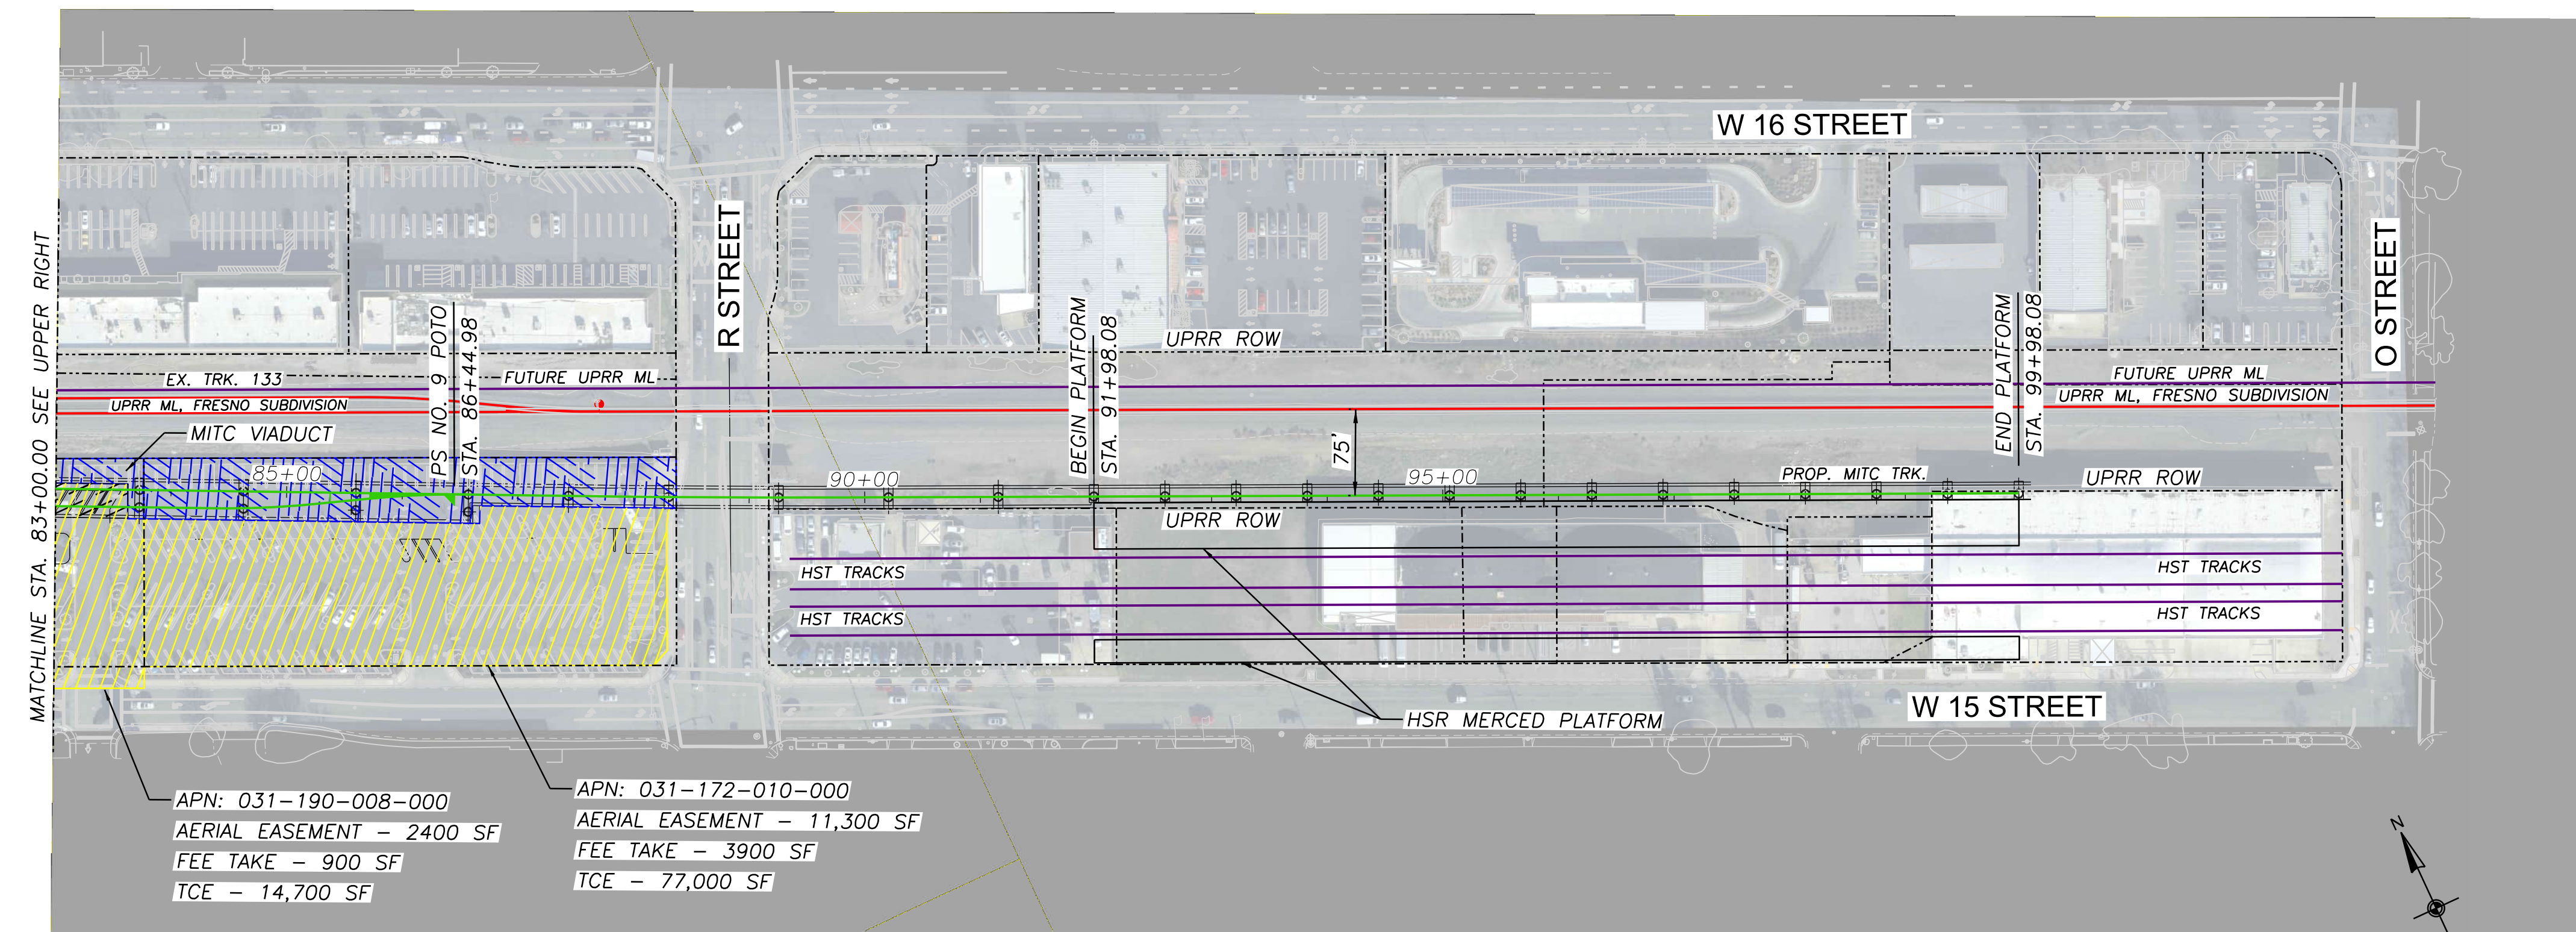 W 16 STREET
MATCHLINE STA. 83+00.00 SEE UPPER RIGHT
R STREET
O STREET
PS NO. 9 POTO
STA. 86+44.98
BEGIN PLATFORM
STA. 91+98.08
END PLATFORM
STA. 99+98.08
UPRR ROW
EX. TRK. 133
FUTURE UPRR ML
FUTURE UPRR ML
UPRR ML, FRESNO SUBDIVISION
UPRR ML, FRESNO SUBDIVISION
MITC VIADUCT
75'
85+00
90+00
95+00
PROP. MITC TRK.
UPRR ROW
UPRR ROW
HST TRACKS
HST TRACKS
HST TRACKS
HST TRACKS
W 15 STREET
HSR MERCED PLATFORM
APN: 031-190-008-000
AERIAL EASEMENT - 2400 SF
FEE TAKE - 900 SF
TCE - 14,700 SF
APN: 031-172-010-000
AERIAL EASEMENT - 11,300 SF
FEE TAKE - 3900 SF
TCE - 77,000 SF
N